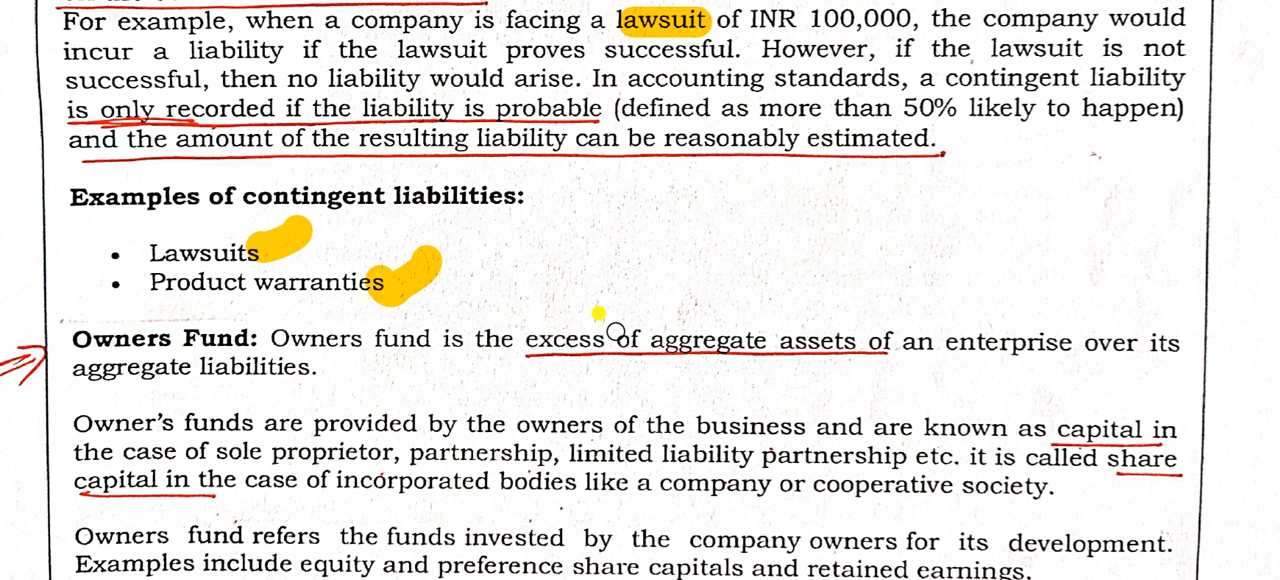 For example, when a company is facing a lawsuit of INR 100,000, the company would
incur a liability if the lawsuit proves successful. However, if the lawsuit is not
successful, then no liability would arise. In accounting standards, a contingent liability
is only recorded if the liability is probable (defined as more than 50% likely to happen)
and the amount of the resulting liability can be reasonably estimated.
Examples of contingent liabilities:
• Lawsuits
• Product warranties
Owners Fund: Owners fund is the excess of aggregate assets of an enterprise over its
aggregate liabilities.
Owner's funds are provided by the owners of the business and are known as capital in
the case of sole proprietor, partnership, limited liability partnership etc. it is called share
capital in the case of incorporated bodies like a company or cooperative society.
Owners fund refers the funds invested by the company owners for its development.
Examples include equity and preference share capitals and retained earnings.